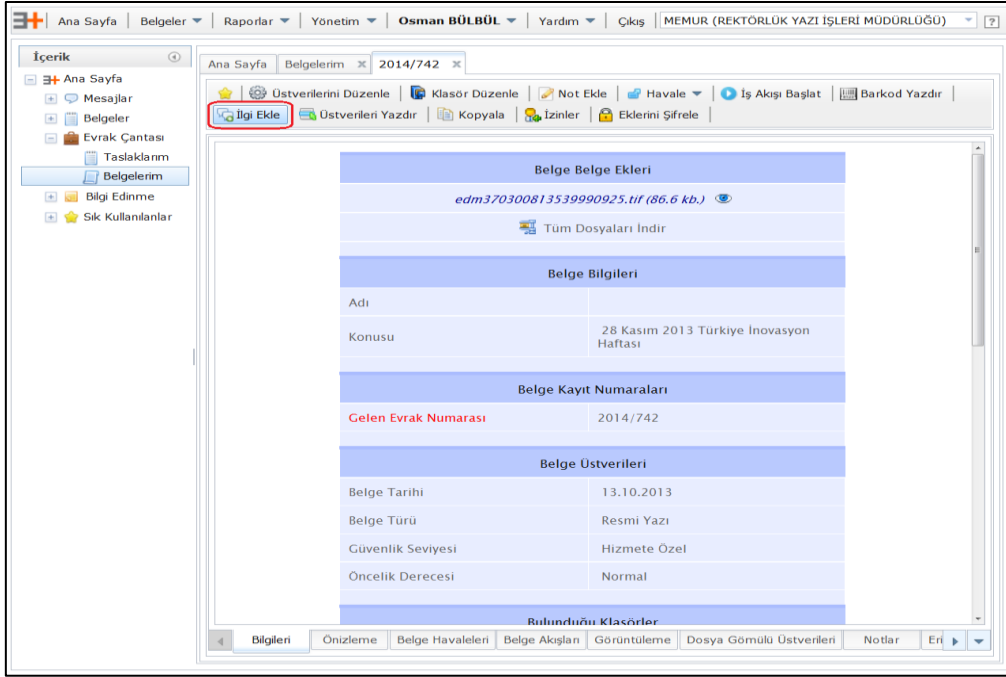 Ana Sayfa Belgeler Raporlar Yönetim Osman BÜLBÜL Yardım Çıkış MEMUR (REKTÖRLÜK YAZI İŞLERİ MÜDÜRLÜĞÜ) ?
İçerik
Ana Sayfa
Mesajlar
Belgeler
Evrak Çantası
Taslaklarım
Belgelerim
Bilgi Edinme
Sık Kullanılanlar
Ana Sayfa Belgelerim 2014/742
Üstverilerini Düzenle Klasör Düzenle Not Ekle Havale İş Akışı Başlat Barkod Yazdır
İlgi Ekle Üstverileri Yazdır Kopyala İzinler Eklerini Şifrele
Belge Belge Ekleri
edm370300813539990925.tif (86.6 kb.)
Tüm Dosyaları İndir
Belge Bilgileri
Adı
Konusu 28 Kasım 2013 Türkiye İnovasyon
Haftası
Belge Kayıt Numaraları
Gelen Evrak Numarası 2014/742
Belge Üstverileri
Belge Tarihi 13.10.2013
Belge Türü Resmi Yazı
Güvenlik Seviyesi Hizmete Özel
Öncelik Derecesi Normal
Bulunduğu Klasörler
Bilgileri Önizleme Belge Havaleleri Belge Akışları Görüntüleme Dosya Gömülü Üstverileri Notlar Eri